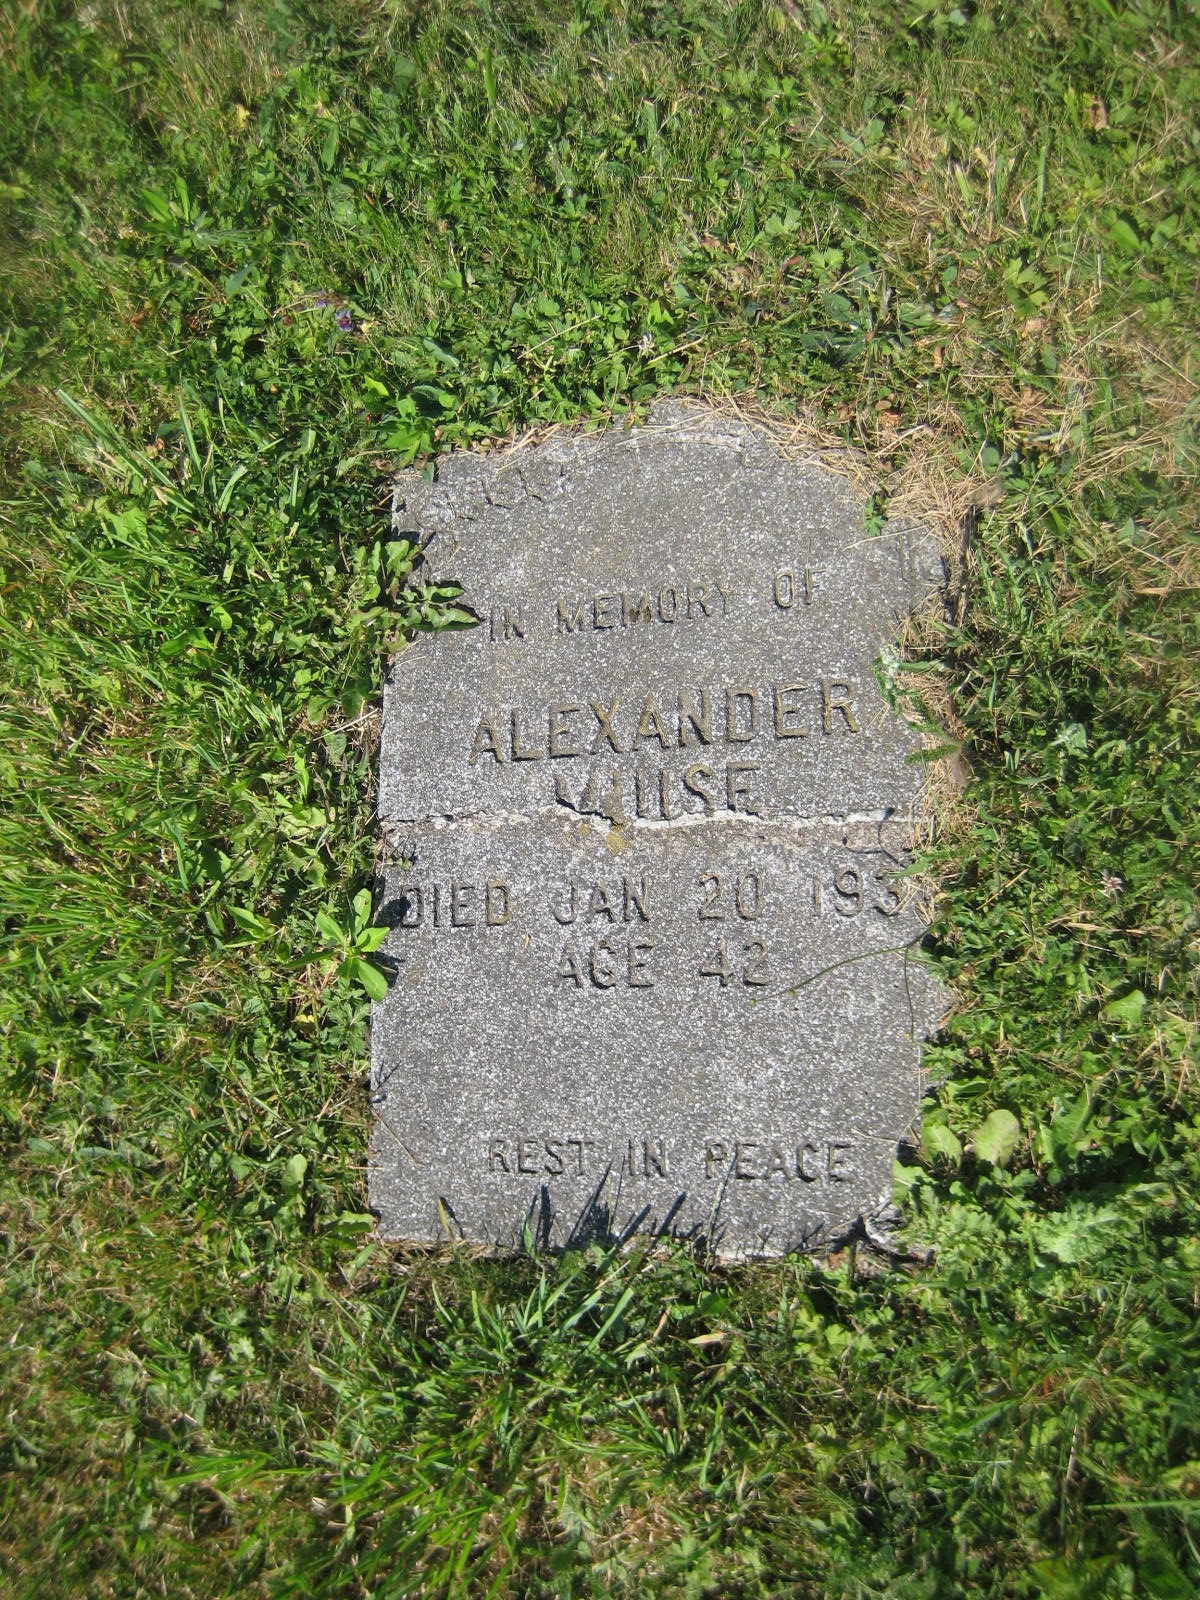 IN MEMORY OF
ALEXANDER
MUISE
DIED JAN 20 193
AGE 42
REST IN PEACE